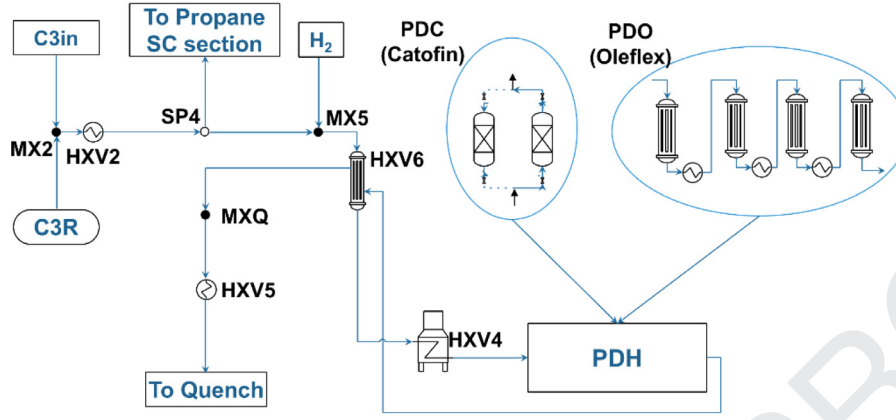 To Propane
SC section
C3in
H2
PDC
(Catofin)
PDO
(Oleflex)
SP4
MX5
MX2
HXV2
HXV6
C3R
MXQ
HXV5
HXV4
PDH
To Quench